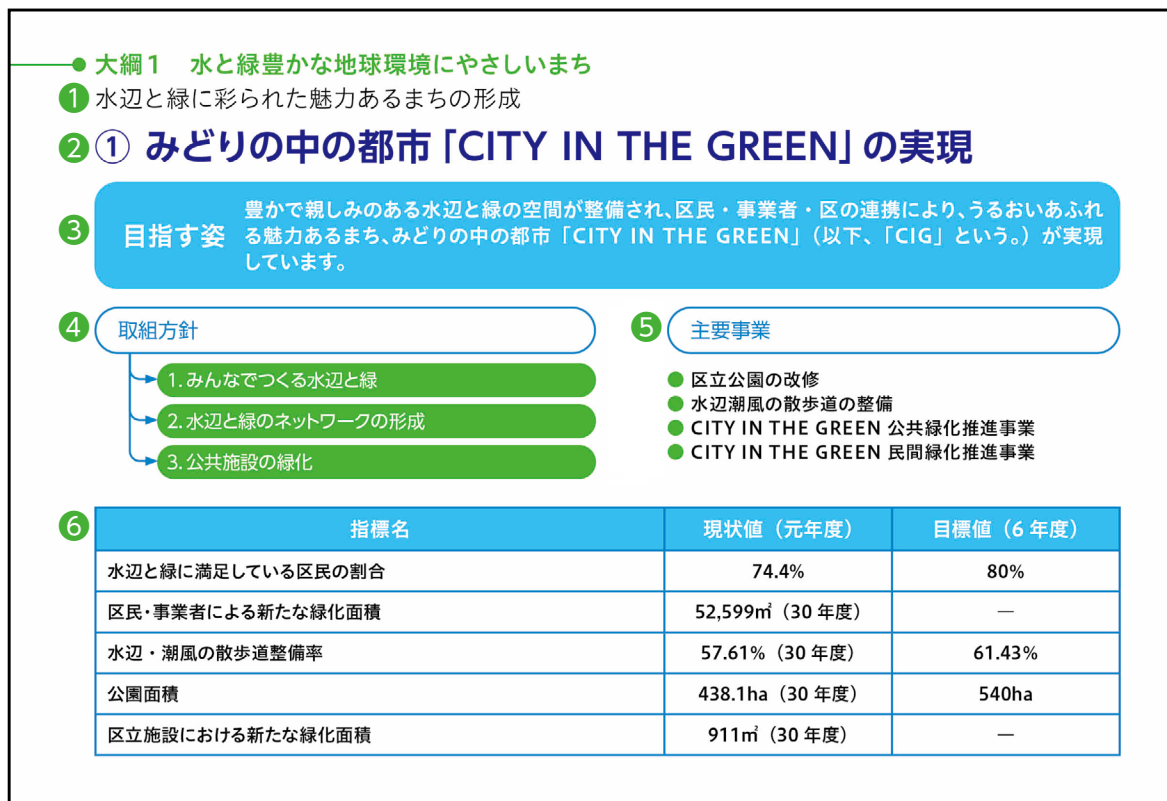 大綱1　水と緑豊かな地球環境にやさしいまち
1 水辺と緑に彩られた魅力あるまちの形成
2 ① みどりの中の都市「CITY IN THE GREEN」の実現
3 目指す姿
豊かで親しみのある水辺と緑の空間が整備され、区民・事業者・区の連携により、うるおいあふれ
る魅力あるまち、みどりの中の都市「CITY IN THE GREEN」（以下、「CIG」という。）が実現
しています。
4 取組方針
1. みんなでつくる水辺と緑
2. 水辺と緑のネットワークの形成
3. 公共施設の緑化
5 主要事業
● 区立公園の改修
● 水辺潮風の散歩道の整備
● CITY IN THE GREEN 公共緑化推進事業
● CITY IN THE GREEN 民間緑化推進事業
6 指標名 現状値（元年度） 目標値（6 年度）
水辺と緑に満足している区民の割合 74.4% 80%
区民・事業者による新たな緑化面積 52,599㎡（30 年度） ―
水辺・潮風の散歩道整備率 57.61%（30 年度） 61.43%
公園面積 438.1ha（30 年度） 540ha
区立施設における新たな緑化面積 911㎡（30 年度） ―